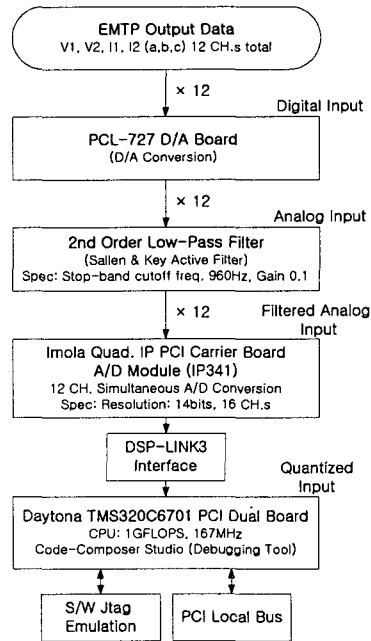 EMTP Output Data
V1, V2, I1, I2 (a,b,c) 12 CH.s total
× 12
Digital Input
PCL-727 D/A Board
(D/A Conversion)
× 12
Analog Input
2nd Order Low-Pass Filter
(Sallen & Key Active Filter)
Spec: Stop-band cutoff freq. 960Hz, Gain 0.1
× 12
Filtered Analog
Input
Imola Quad. IP PCI Carrier Board
A/D Module (IP341)
12 CH. Simultaneous A/D Conversion
Spec: Resolution: 14bits, 16 CH.s
DSP-LINK3
Interface
Quantized
Input
Daytona TMS320C6701 PCI Dual Board
CPU: 1GFLOPS, 167MHz
Code-Composer Studio (Debugging Tool)
S/W Jtag
Emulation
PCI Local Bus